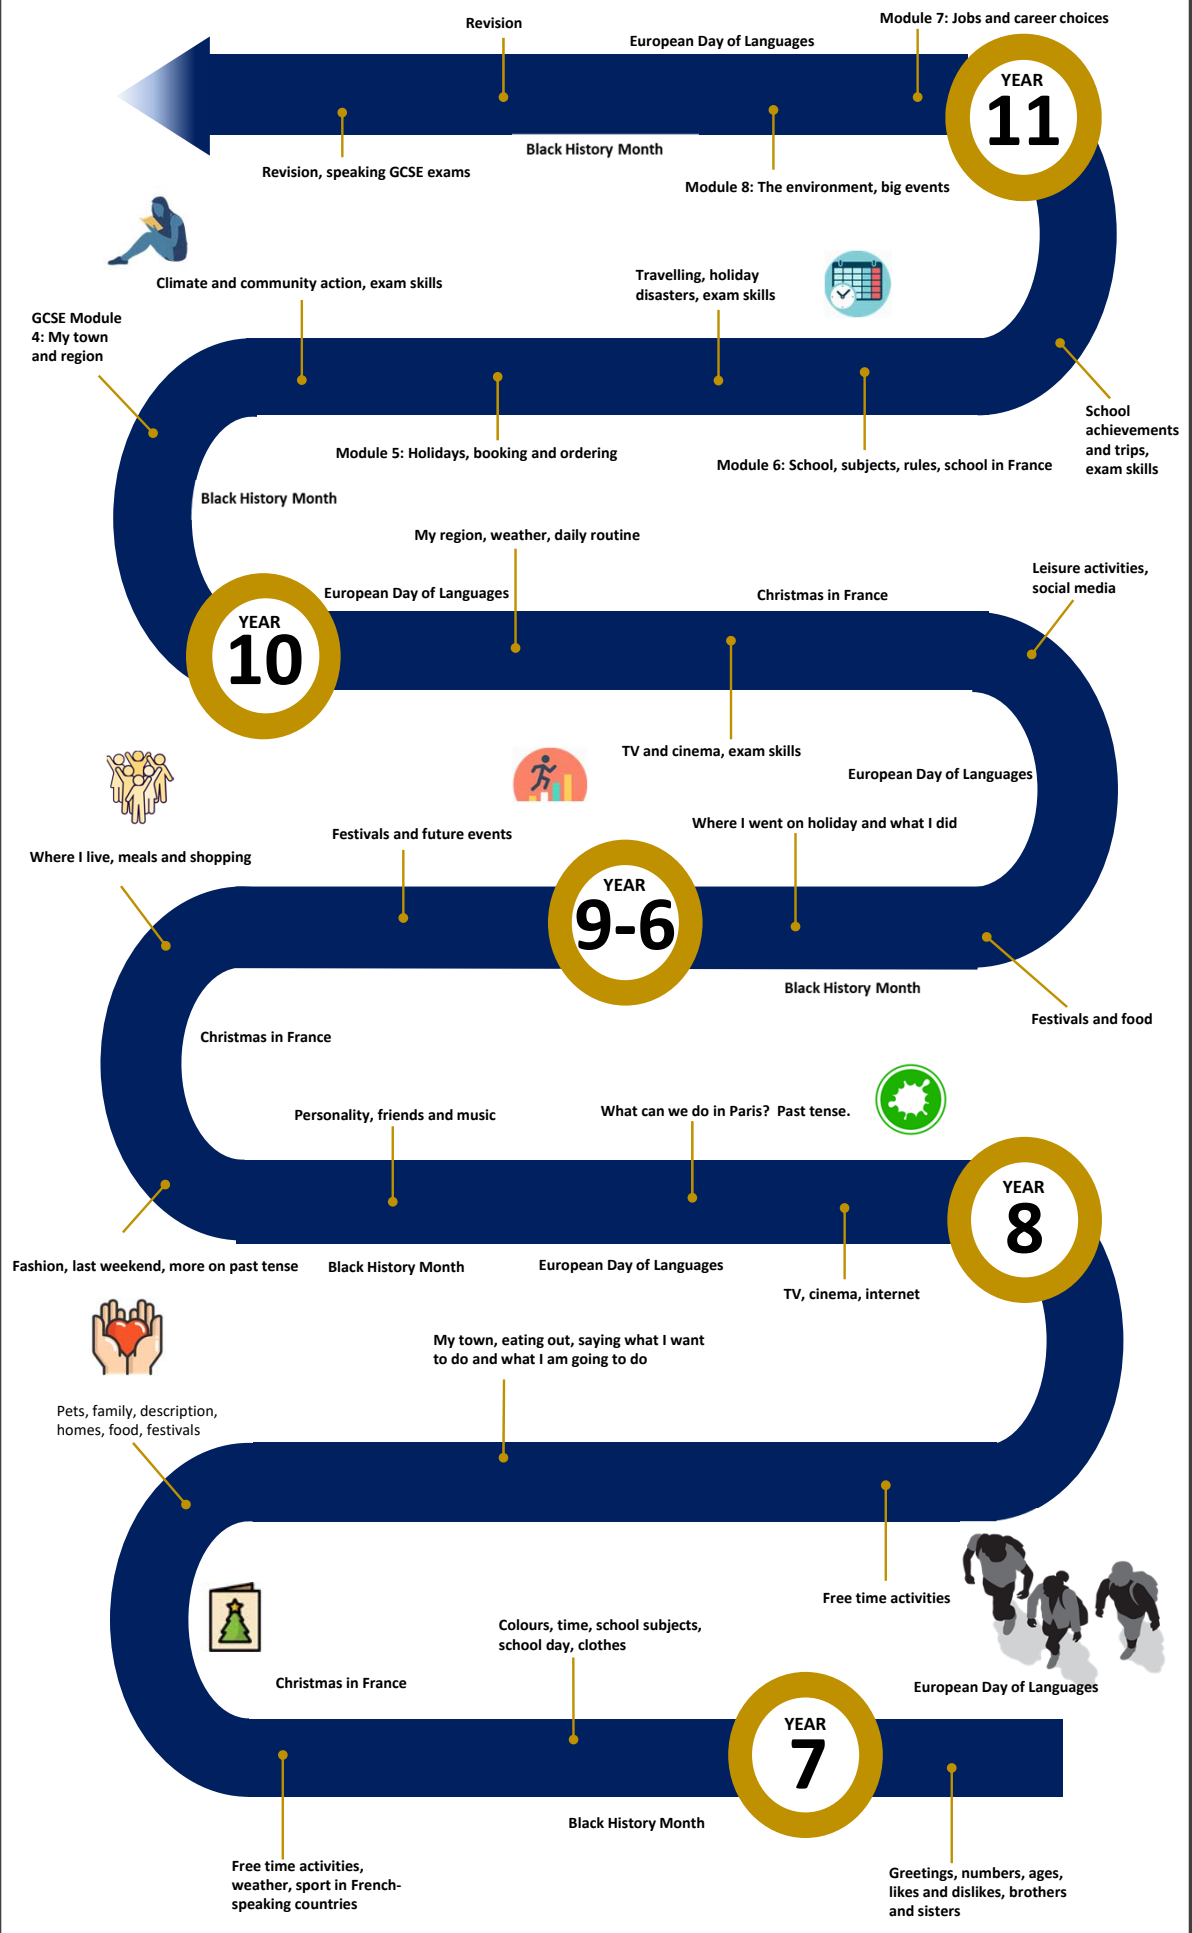 Revision
Module 7: Jobs and career choices
European Day of Languages
YEAR
11
Black History Month
Revision, speaking GCSE exams
Module 8: The environment, big events
Climate and community action, exam skills
Travelling, holiday
disasters, exam skills
GCSE Module
4: My town
and region
School
achievements
and trips,
exam skills
Module 5: Holidays, booking and ordering
Module 6: School, subjects, rules, school in France
Black History Month
My region, weather, daily routine
Leisure activities,
social media
European Day of Languages
Christmas in France
YEAR
10
TV and cinema, exam skills
European Day of Languages
Where I went on holiday and what I did
Festivals and future events
Where I live, meals and shopping
YEAR
9-6
Black History Month
Festivals and food
Christmas in France
Personality, friends and music
What can we do in Paris?  Past tense.
YEAR
8
Fashion, last weekend, more on past tense
Black History Month
European Day of Languages
TV, cinema, internet
My town, eating out, saying what I want
to do and what I am going to do
Pets, family, description,
homes, food, festivals
Free time activities
Colours, time, school subjects,
school day, clothes
Christmas in France
European Day of Languages
YEAR
7
Black History Month
Free time activities,
weather, sport in French-
speaking countries
Greetings, numbers, ages,
likes and dislikes, brothers
and sisters